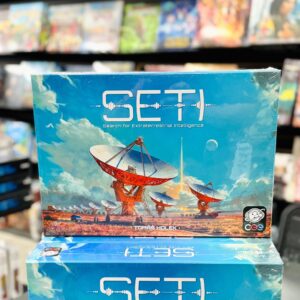 SETI
Search for Extraterrestrial Intelligence
TOMÁŠ HOLEK
CGE
SETI